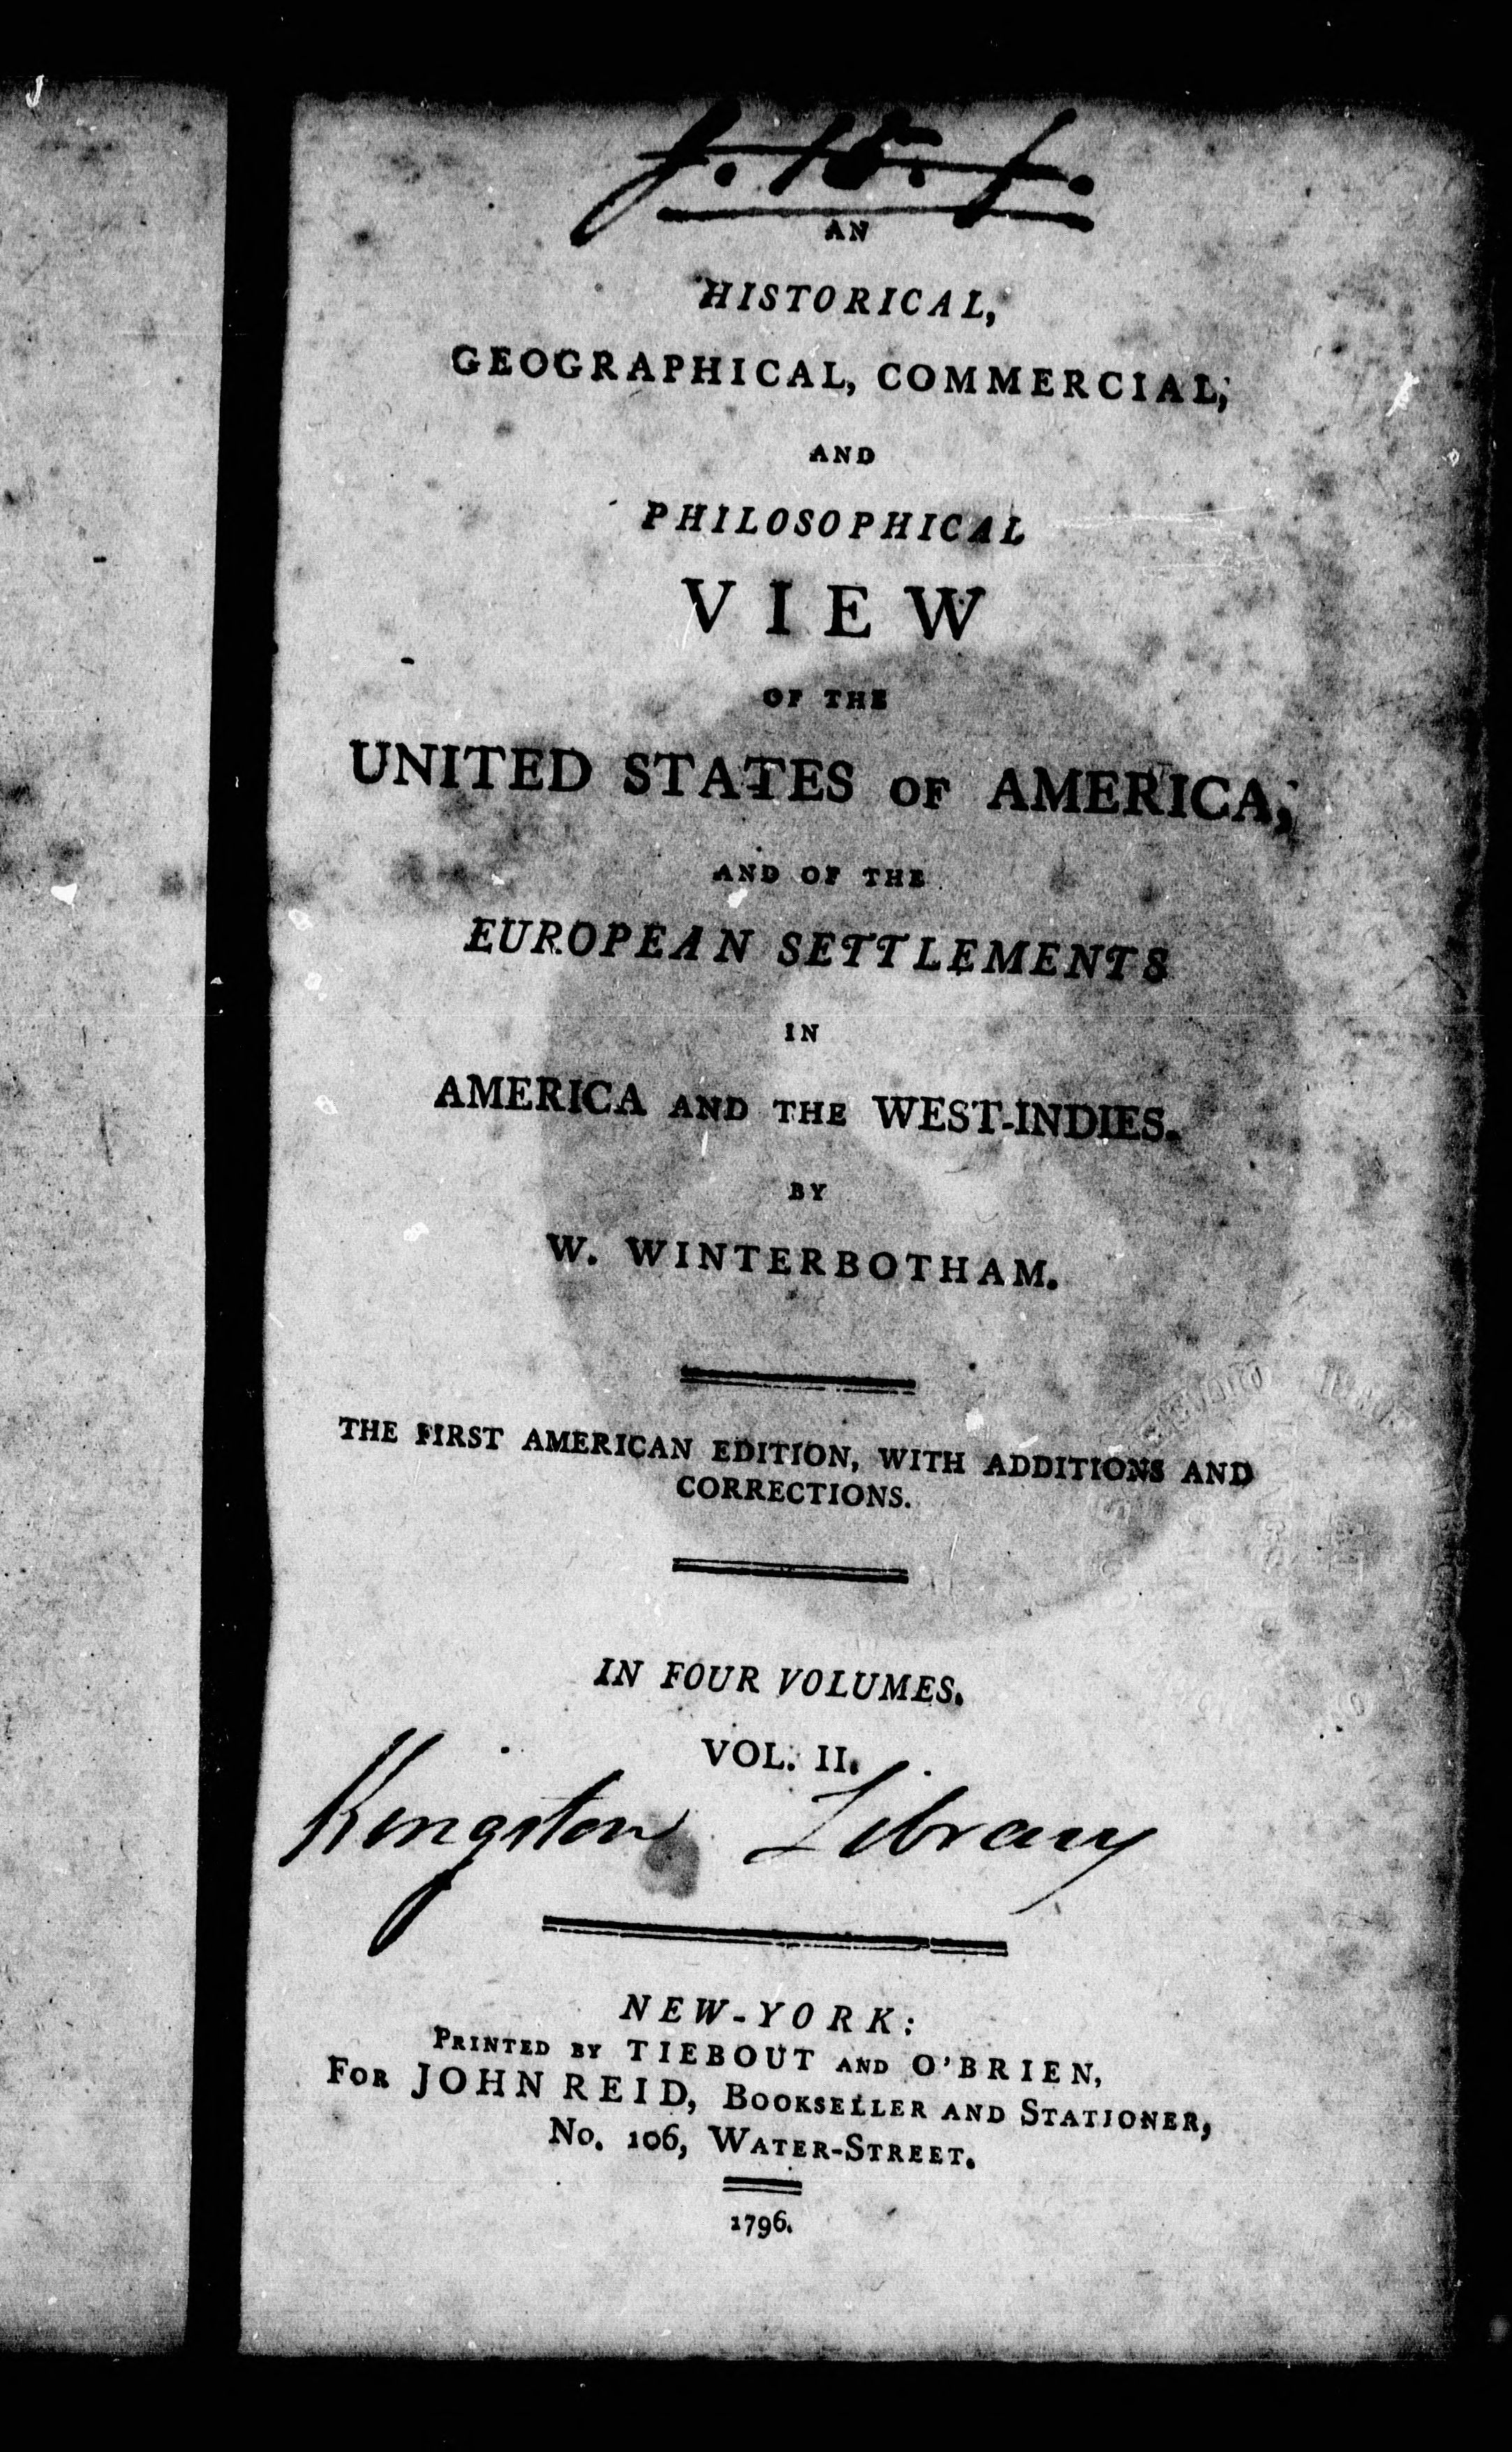 AN
HISTORICAL,
GEOGRAPHICAL, COMMERCIAL,
AND
PHILOSOPHICAL
VIEW
OF THE
UNITED STATES OF AMERICA,
AND OF THE
EUROPEAN SETTLEMENTS
IN
AMERICA AND THE WEST-INDIES.
BY
W. WINTERBOTHAM.
THE FIRST AMERICAN EDITION, WITH ADDITIONS AND
CORRECTIONS.
IN FOUR VOLUMES.
VOL. II.
Kingston Library
NEW-YORK:
PRINTED BY TIEBOUT AND O'BRIEN,
FOR JOHN REID, BOOKSELLER AND STATIONER,
No. 106, WATER-STREET.
1796.